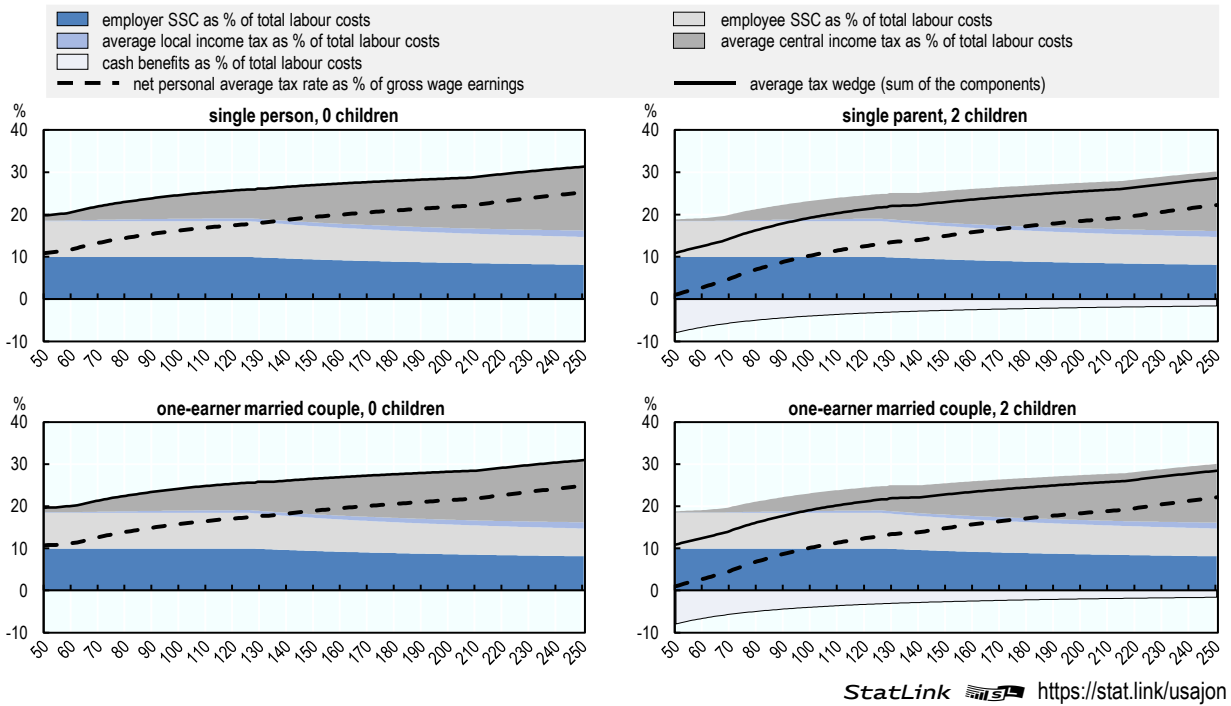 employer SSC as % of total labour costs
employee SSC as % of total labour costs
average local income tax as % of total labour costs
average central income tax as % of total labour costs
cash benefits as % of total labour costs
net personal average tax rate as % of gross wage earnings
average tax wedge (sum of the components)
%
single person, 0 children
40
30
20
10
0
-10
50 60 70 80 90 100 110 120 130 140 150 160 170 180 190 200 210 220 230 240 250
%
single parent, 2 children
40
30
20
10
0
-10
50 60 70 80 90 100 110 120 130 140 150 160 170 180 190 200 210 220 230 240 250
%
one-earner married couple, 0 children
40
30
20
10
0
-10
50 60 70 80 90 100 110 120 130 140 150 160 170 180 190 200 210 220 230 240 250
%
one-earner married couple, 2 children
40
30
20
10
0
-10
50 60 70 80 90 100 110 120 130 140 150 160 170 180 190 200 210 220 230 240 250
StatLink https://stat.link/usajon